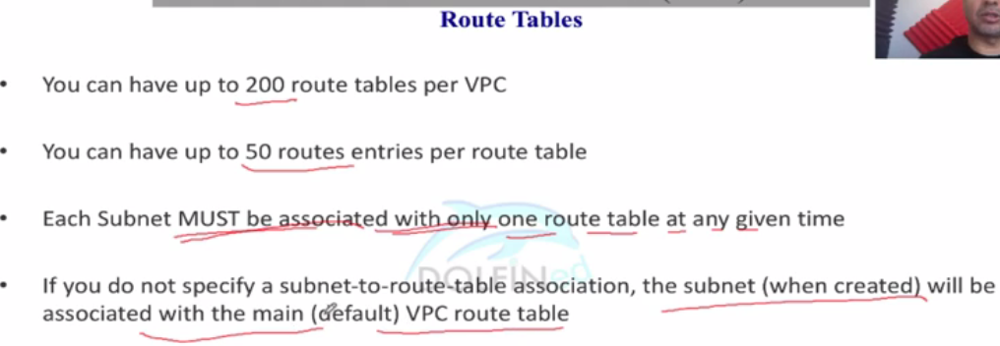 Route Tables
• You can have up to 200 route tables per VPC
• You can have up to 50 routes entries per route table
• Each Subnet MUST be associated with only one route table at any given time
DOLFINed
• If you do not specify a subnet-to-route-table association, the subnet (when created) will be
associated with the main (default) VPC route table